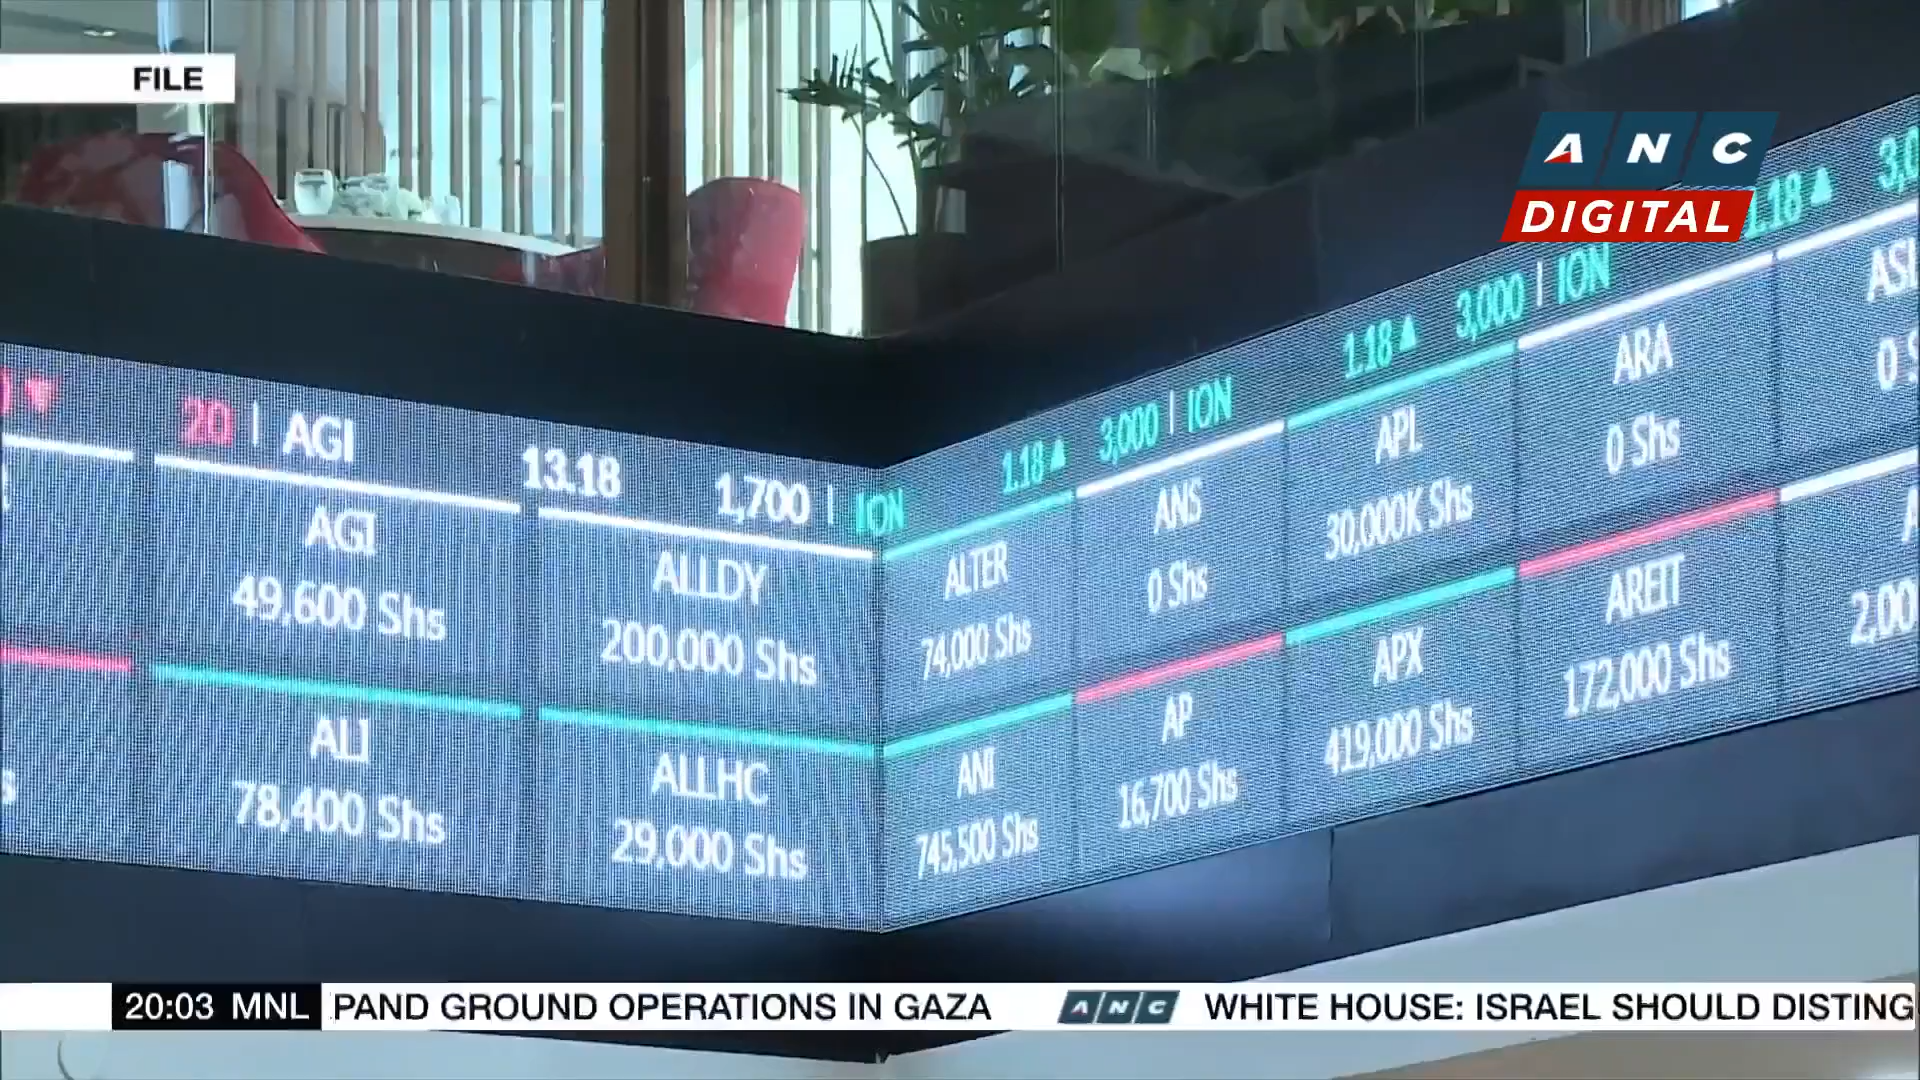 FILE
ANC
DIGITAL
20 | AGI 13.18 1,700 | ION 1.18▲ 3,000 | ION 1.18▲ 3,000 | ION 1.18▲
AGI
49,600 Shs
ALLDY
200,000 Shs
ALTER
74,000 Shs
ANS
0 Shs
APL
30,000K Shs
ARA
0 Shs
ALI
78,400 Shs
ALLHC
29,000 Shs
ANI
745,500 Shs
AP
16,700 Shs
APX
419,000 Shs
AREIT
172,000 Shs
20:03 MNL PAND GROUND OPERATIONS IN GAZA ANC WHITE HOUSE: ISRAEL SHOULD DISTING